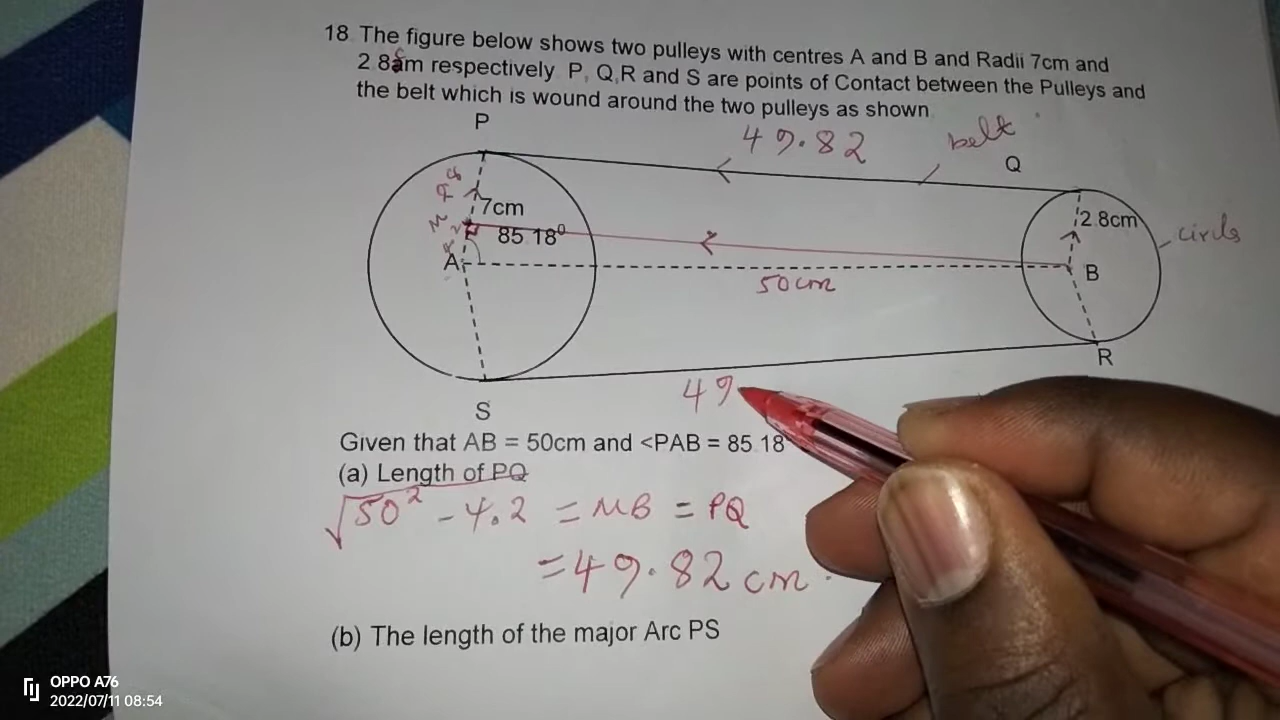 18 The figure below shows two pulleys with centres A and B and Radii 7cm and
2 8cm respectively P, Q,R and S are points of Contact between the Pulleys and
the belt which is wound around the two pulleys as shown
P
49.82
belt
Q
7cm
2.8cm
circls
M
85 18⁰
A
B
50cm
R
49
S
Given that AB = 50cm and <PAB = 85 18
(a) Length of PQ
√50² - 4.2 = MB = PQ
= 49.82 cm.
(b) The length of the major Arc PS
OPPO A76
2022/07/11 08:54